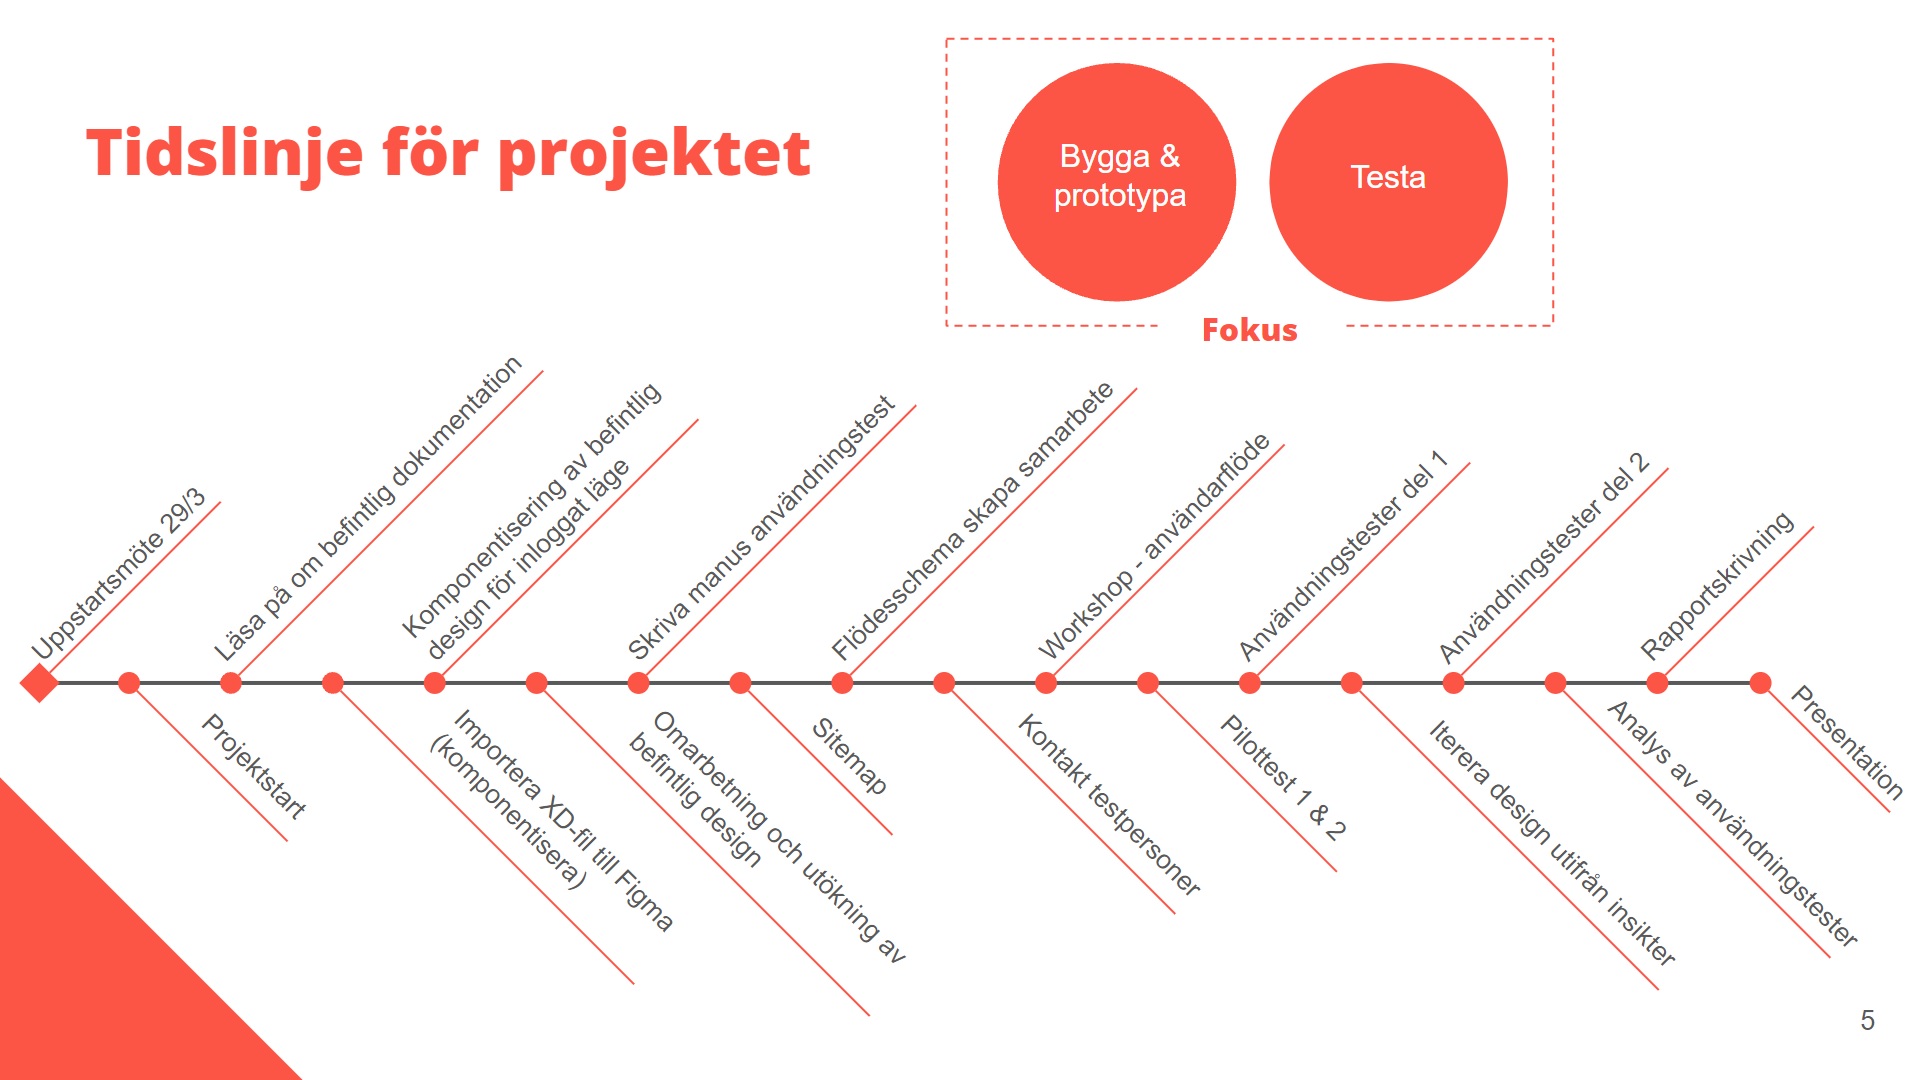 Tidslinje för projektet
Bygga &
prototypa
Testa
Fokus
Uppstartsmöte 29/3
Projektstart
Läsa på om befintlig dokumentation
Importera XD-fill till Figma
(komponentisera)
Komponentisering av befintlig
design för inloggat läge
Omarbetning och utökning av
befintlig design
Skriva manus användningstest
Sitemap
Flödesschema skapa samarbete
Kontakt testpersoner
Workshop - användarflöde
Pilottest 1 & 2
Användningstester del 1
Iterera design utifrån insikter
Användningstester del 2
Analys av användningstester
Rapportskrivning
Presentation
5